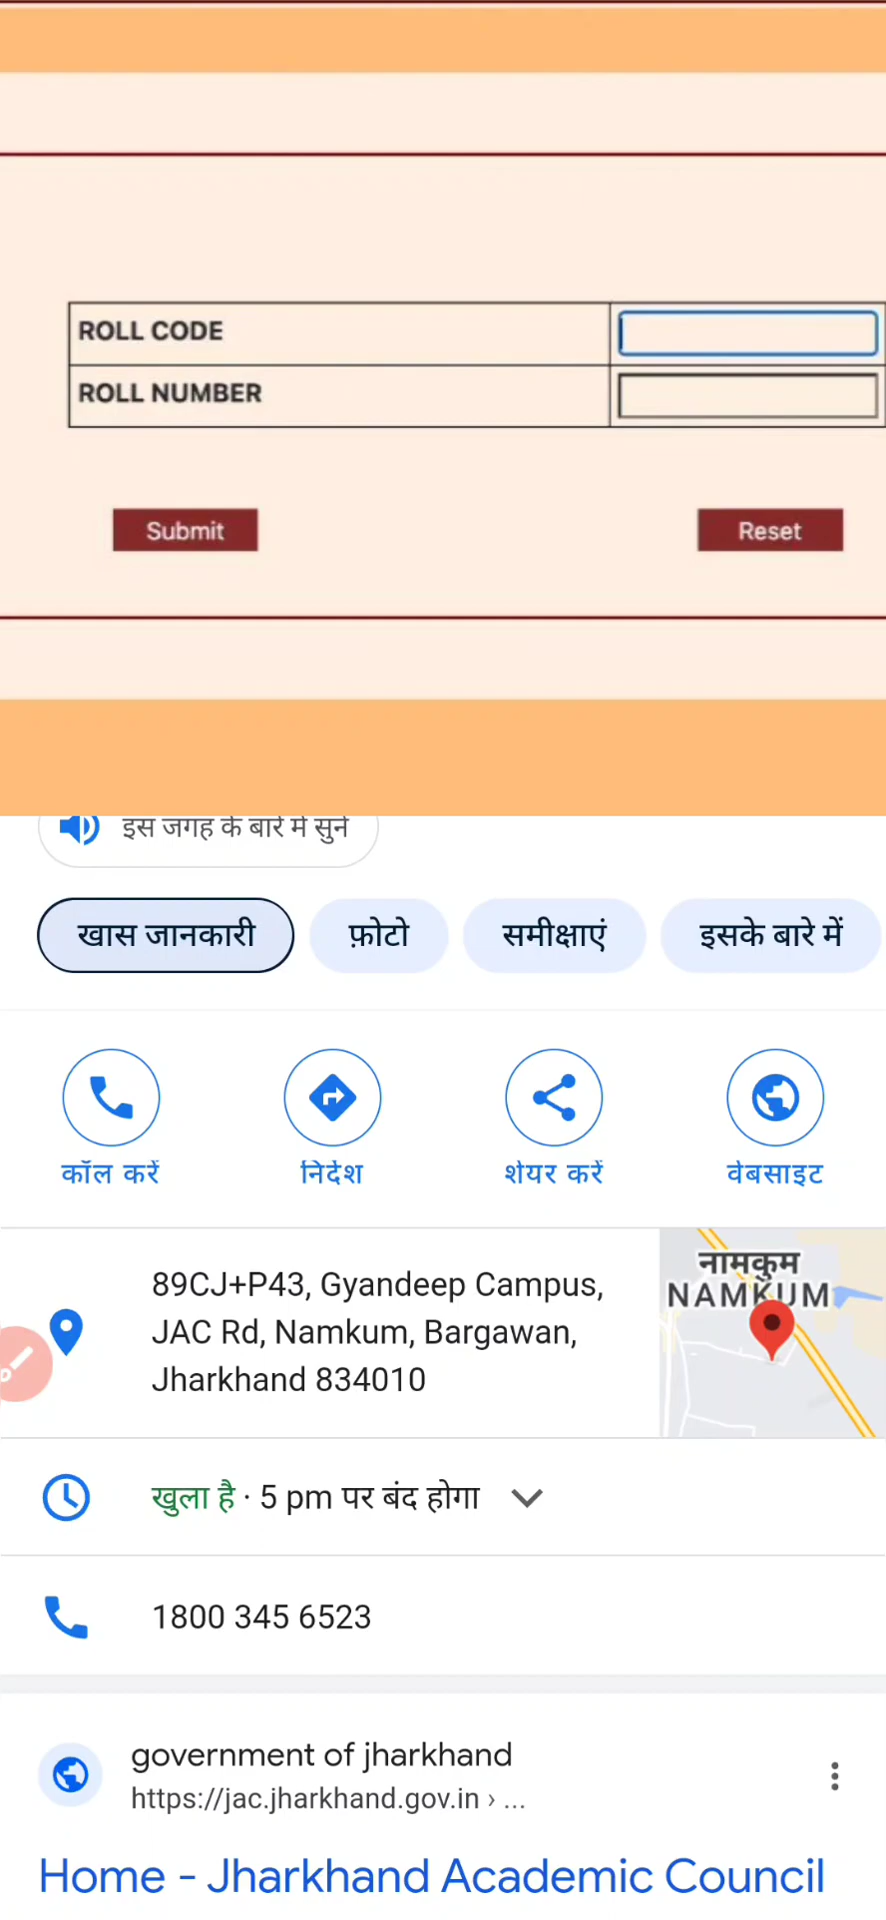 ROLL CODE
ROLL NUMBER
Submit
Reset
इस जगह के बारे में सुनें
खास जानकारी
फ़ोटो
समीक्षाएं
इसके बारे में
कॉल करें
निर्देश
शेयर करें
वेबसाइट
89CJ+P43, Gyandeep Campus,
JAC Rd, Namkum, Bargawan,
Jharkhand 834010
नामकुम
NAMKUM
खुला है · 5 pm पर बंद होगा
1800 345 6523
government of jharkhand
https://jac.jharkhand.gov.in › ...
Home - Jharkhand Academic Council